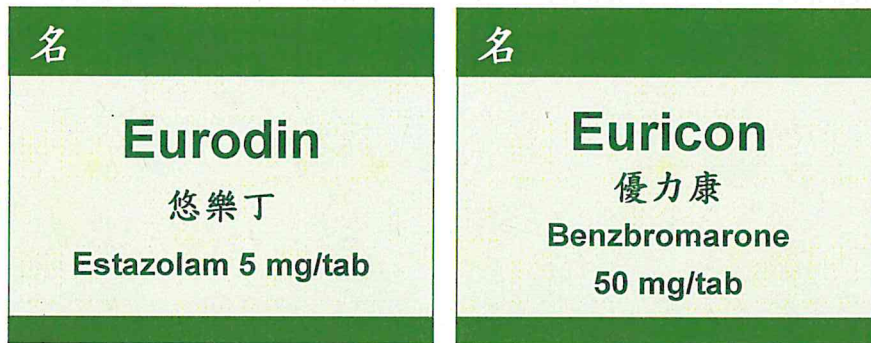 名
Eurodin
悠樂丁
Estazolam 5 mg/tab
名
Euricon
優力康
Benzbromarone
50 mg/tab